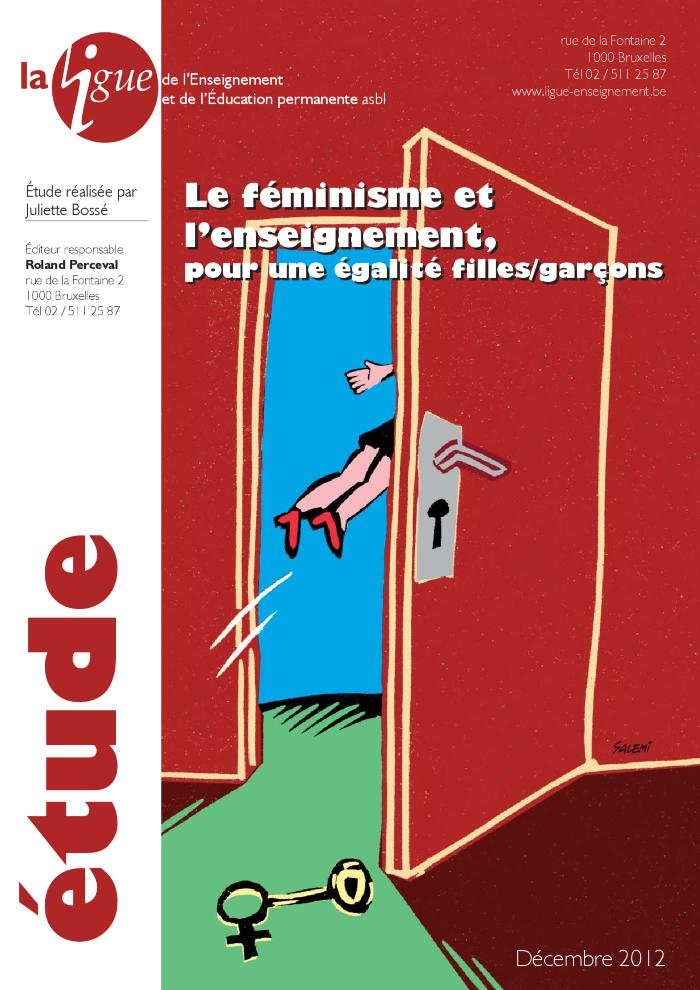 la ligue
de l'Enseignement
et de l'Éducation permanente asbl
rue de la Fontaine 2
1000 Bruxelles
Tél 02 / 511 25 87
www.ligue-enseignement.be
Étude réalisée par
Juliette Bossé
Éditeur responsable
Roland Perceval
rue de la Fontaine 2
1000 Bruxelles
Tél 02 / 511 25 87
Le féminisme et
l'enseignement,
pour une égalité filles/garçons
étude
SALEMI
Décembre 2012